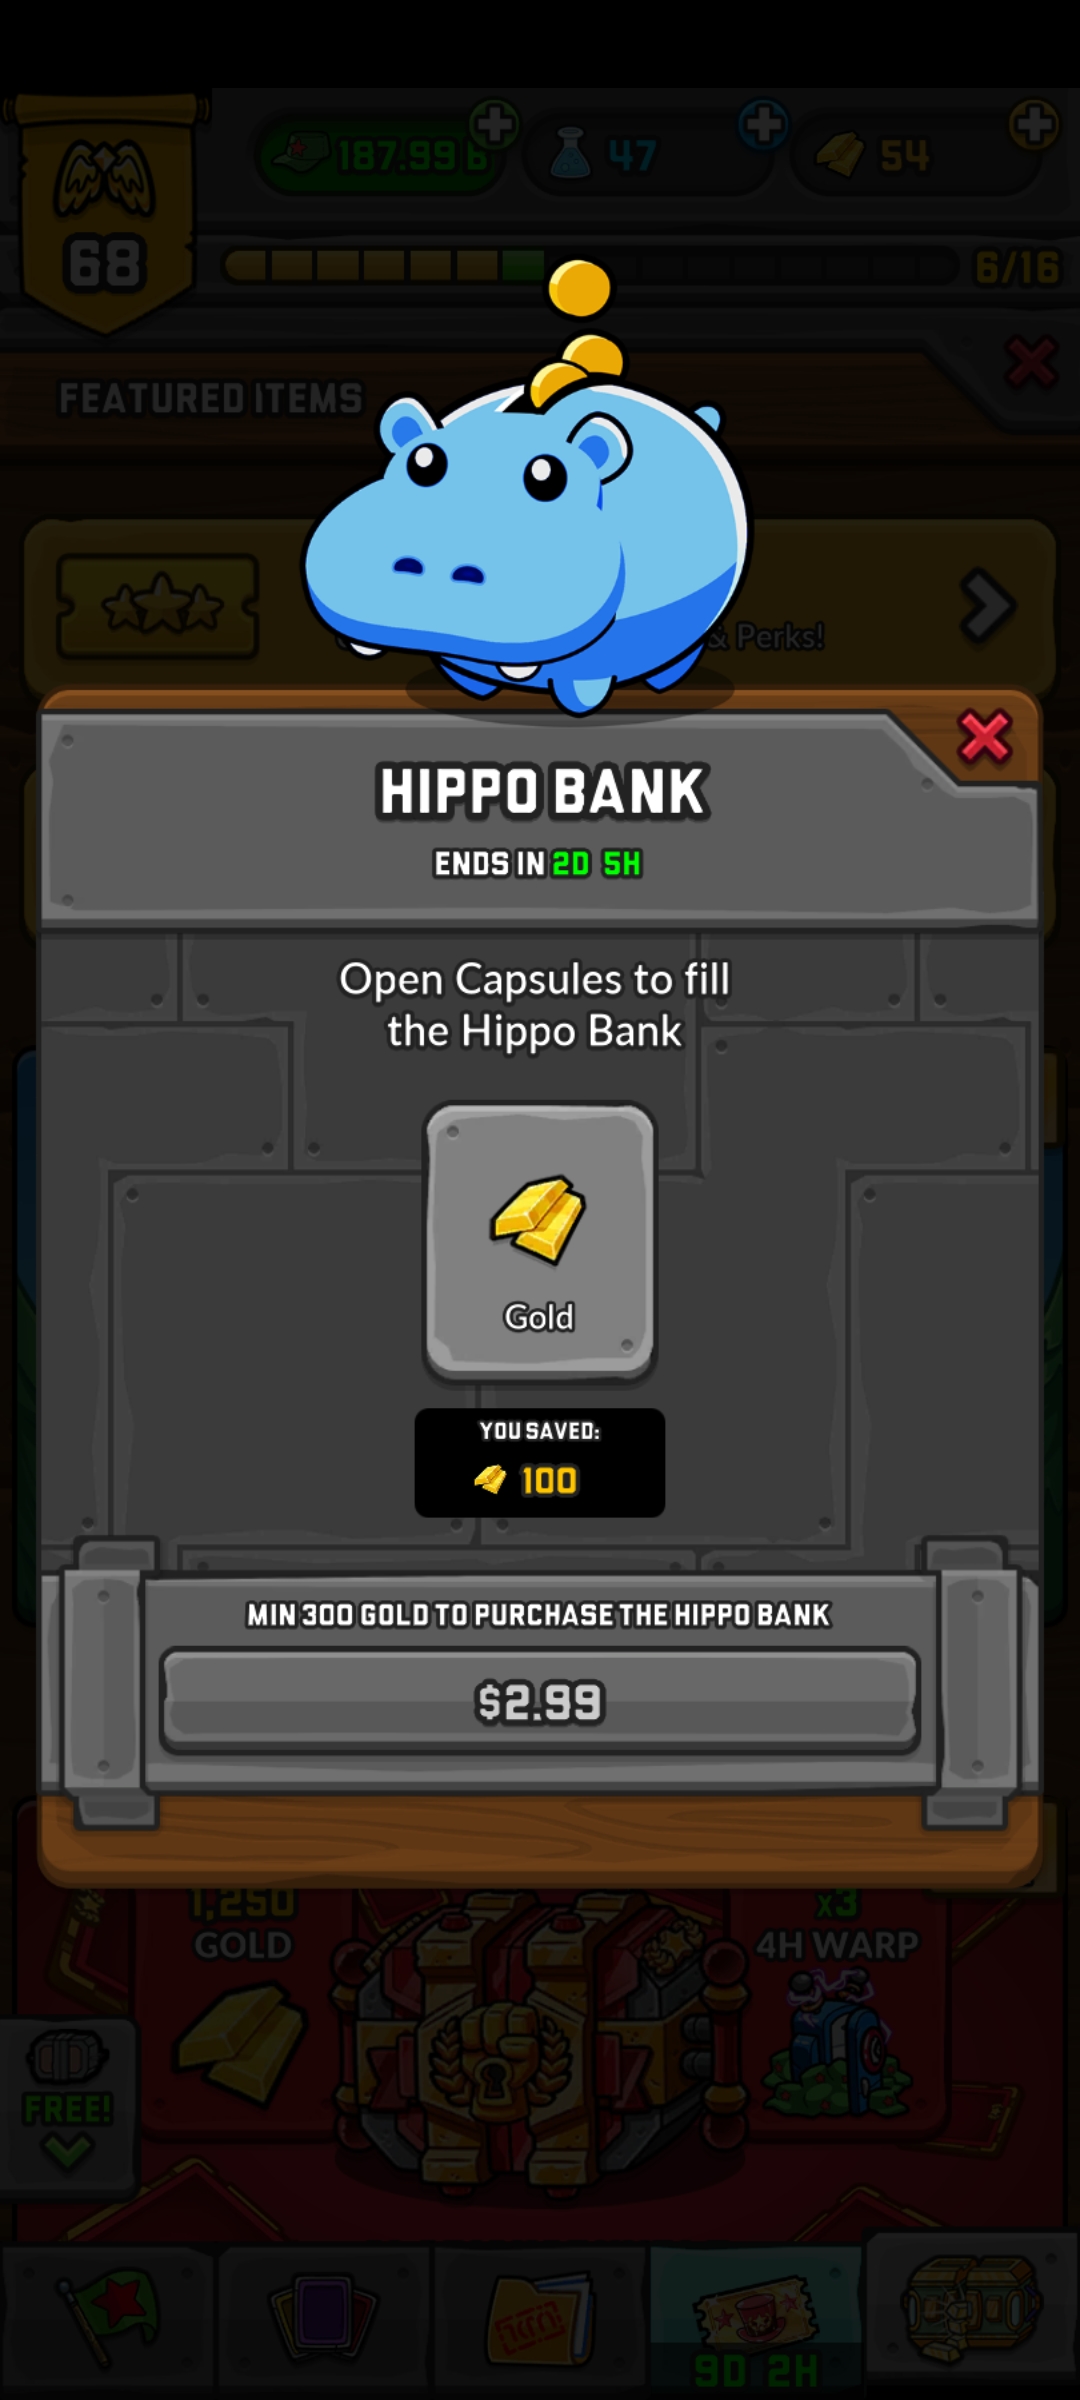 187.99 B
47
54
68
6/16
FEATURED ITEMS
& Perks!
HIPPO BANK
ENDS IN 2D 5H
Open Capsules to fill
the Hippo Bank
Gold
YOU SAVED:
100
MIN 300 GOLD TO PURCHASE THE HIPPO BANK
$2.99
1,250
GOLD
x3
4H WARP
FREE!
9D 2H